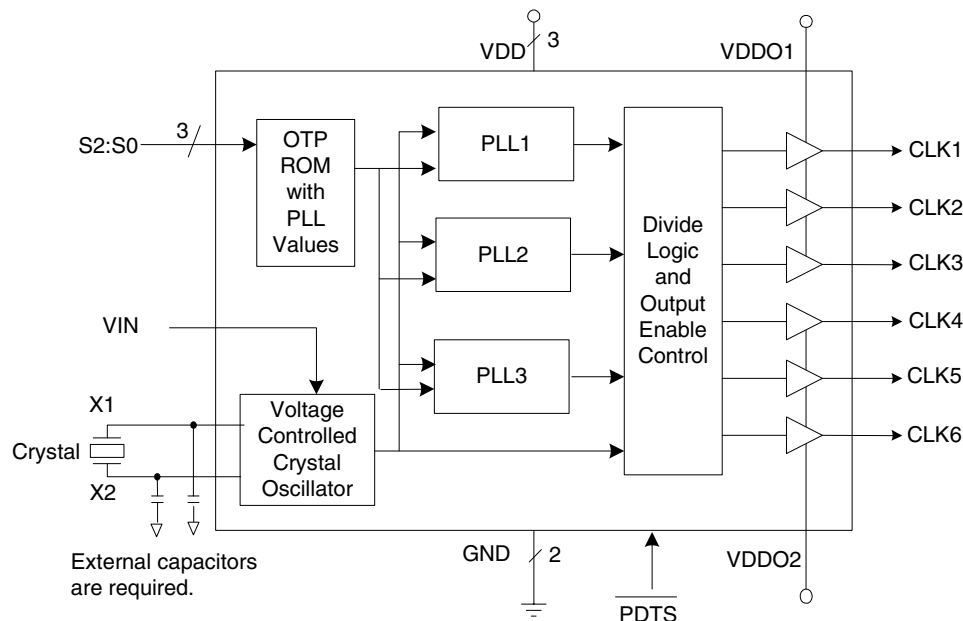 VDD
3
VDDO1
S2:S0
3
OTP
ROM
with
PLL
Values
PLL1
PLL2
PLL3
Divide
Logic
and
Output
Enable
Control
CLK1
CLK2
CLK3
CLK4
CLK5
CLK6
VIN
X1
Crystal
X2
Voltage
Controlled
Crystal
Oscillator
External capacitors
are required.
GND
2
PDTS
VDDO2